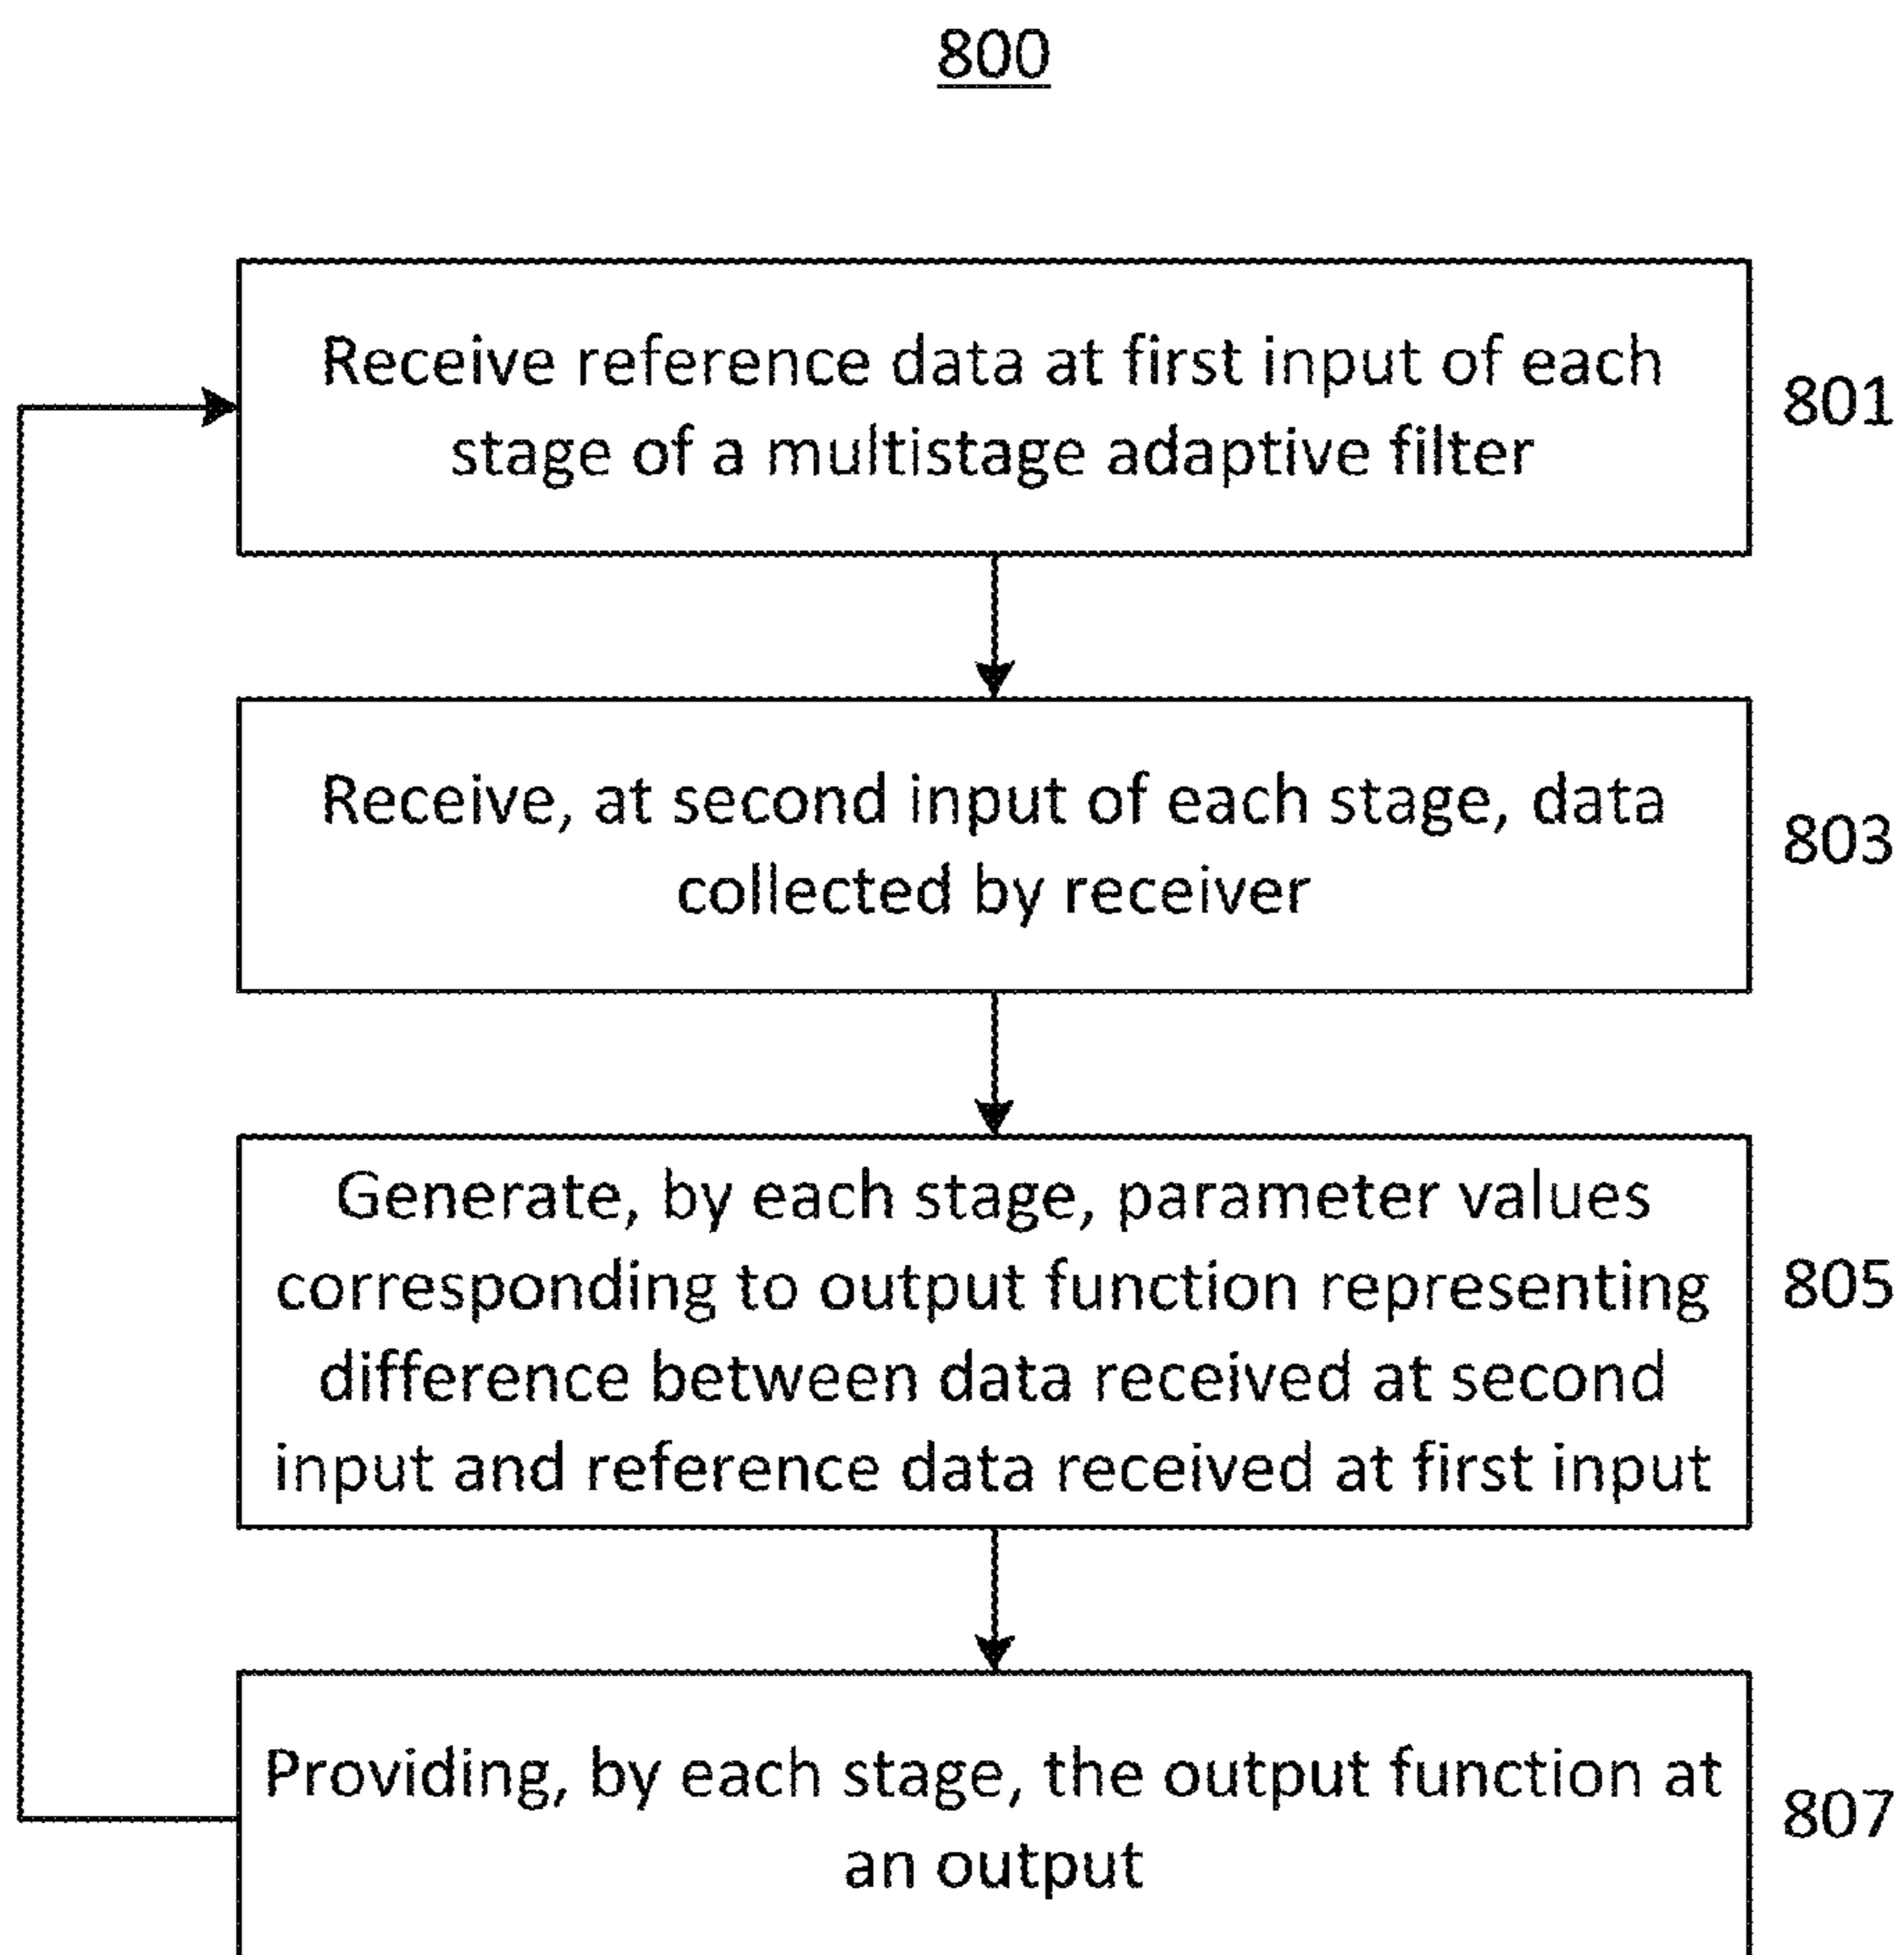 800
Receive reference data at first input of each
stage of a multistage adaptive filter
801
Receive, at second input of each stage, data
collected by receiver
803
Generate, by each stage, parameter values
corresponding to output function representing
difference between data received at second
input and reference data received at first input
805
Providing, by each stage, the output function at
an output
807